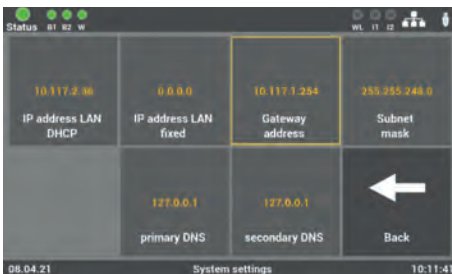 Status B1 B2 W WL I1 I2
10.117.2.36 0.0.0.0 10.117.1.254 255.255.248.0
IP address LAN DHCP IP address LAN fixed Gateway address Subnet mask
127.0.0.1 127.0.0.1
primary DNS secondary DNS Back
08.04.21 System settings 10:11:41